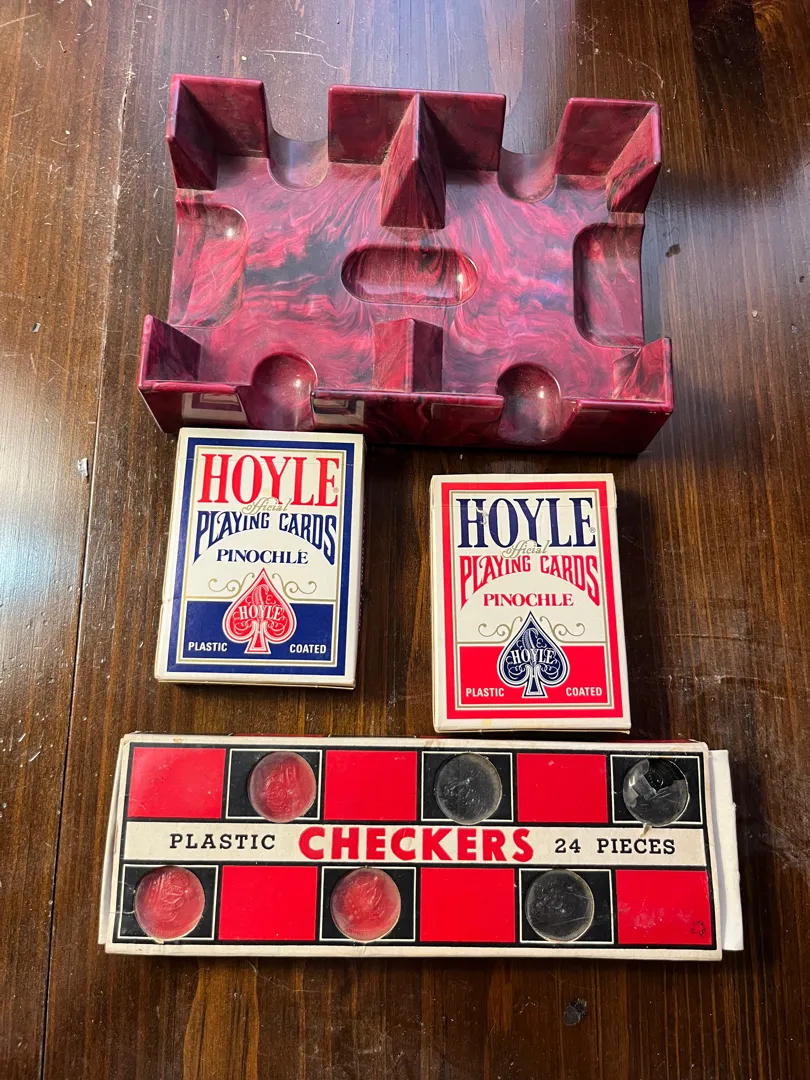 HOYLE®
official
PLAYING CARDS
PINOCHLE
HOYLE
PLASTIC COATED
HOYLE®
official
PLAYING CARDS
PINOCHLE
HOYLE
PLASTIC COATED
PLASTIC CHECKERS 24 PIECES